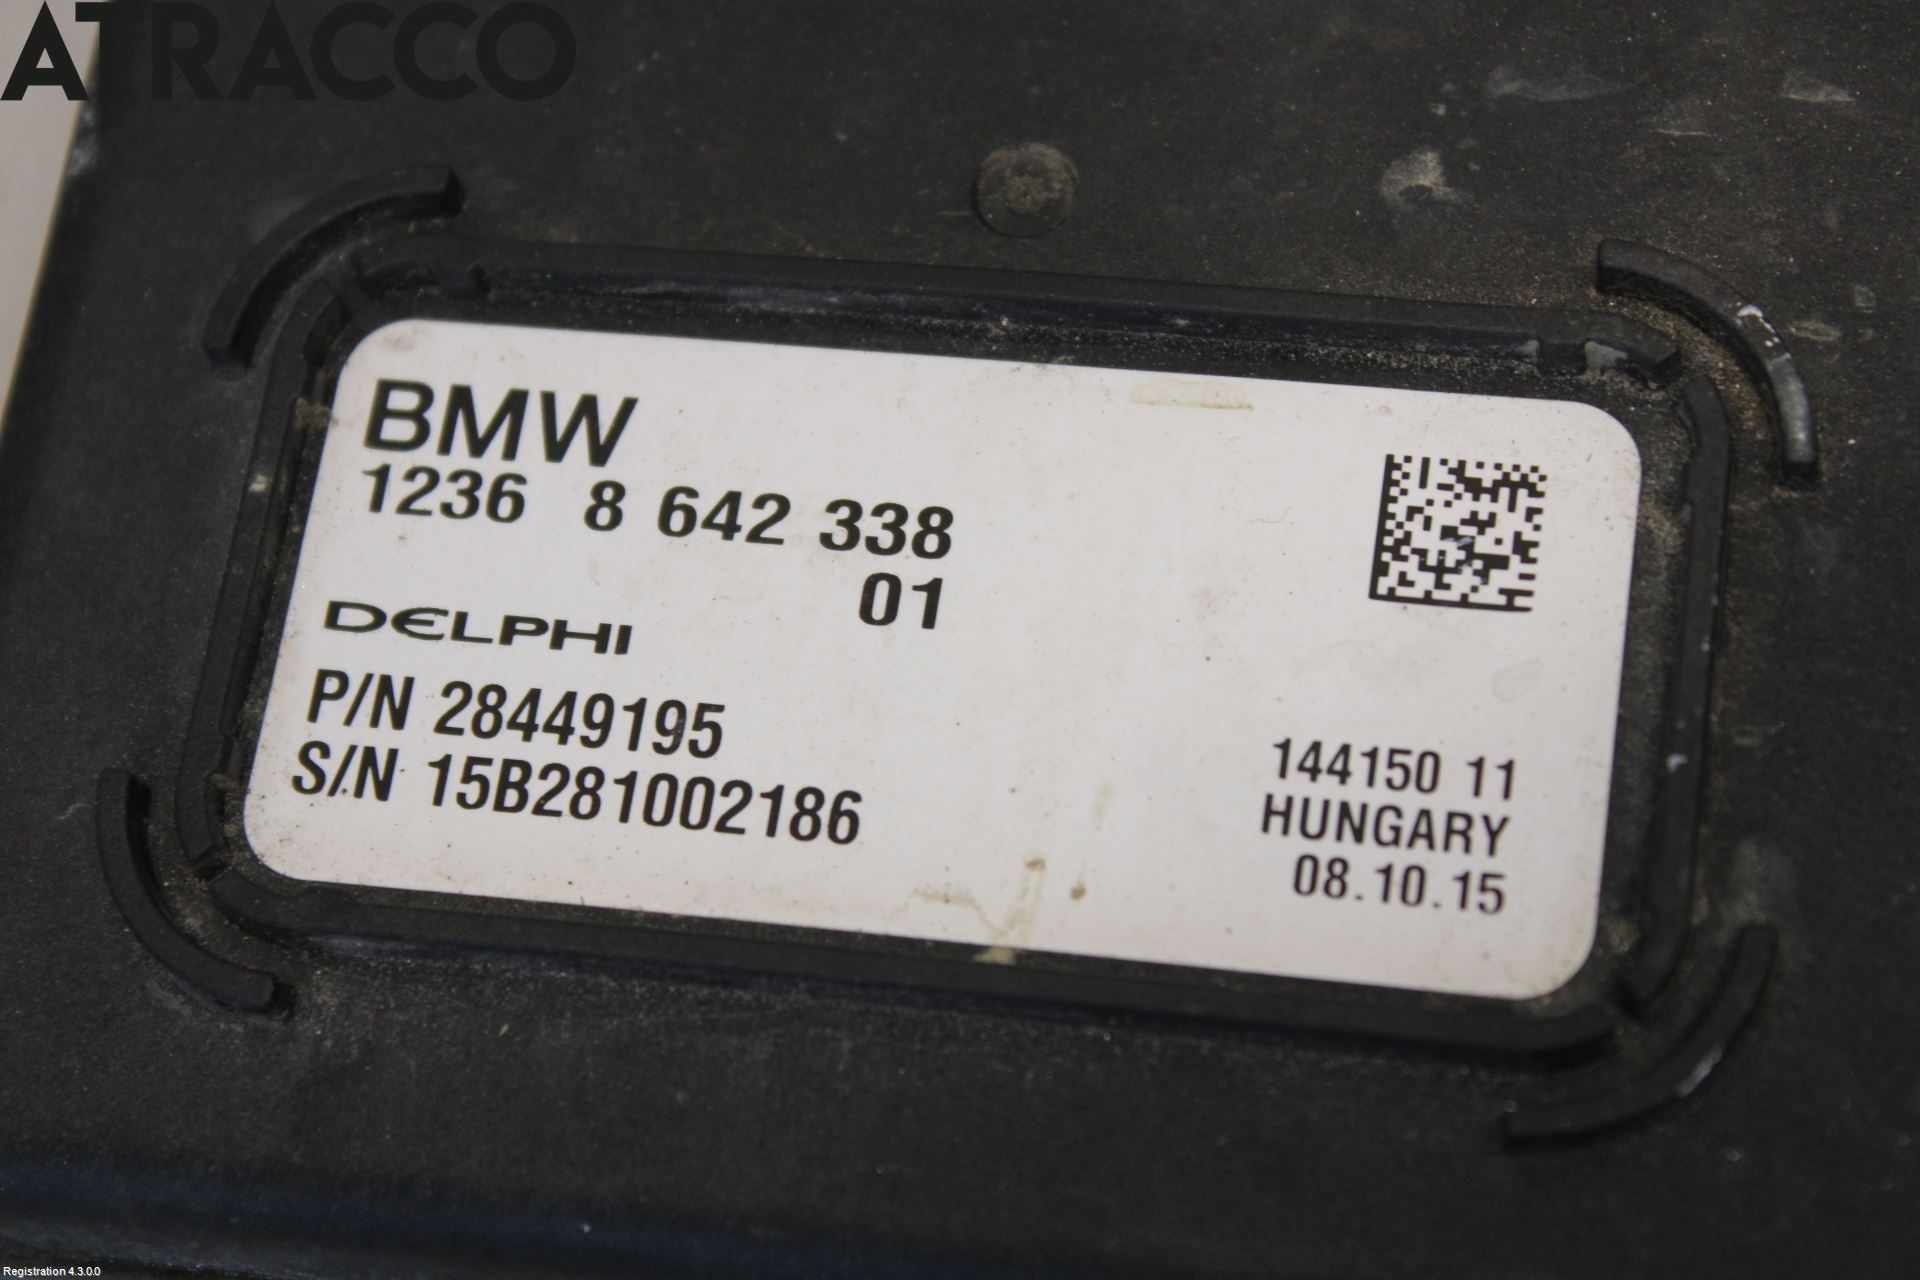 ATRACCO
BMW
1236 8 642 338
01
DELPHI
P/N 28449195
S/N 15B281002186
144150 11
HUNGARY
08.10.15
Registration 4.3.0.0